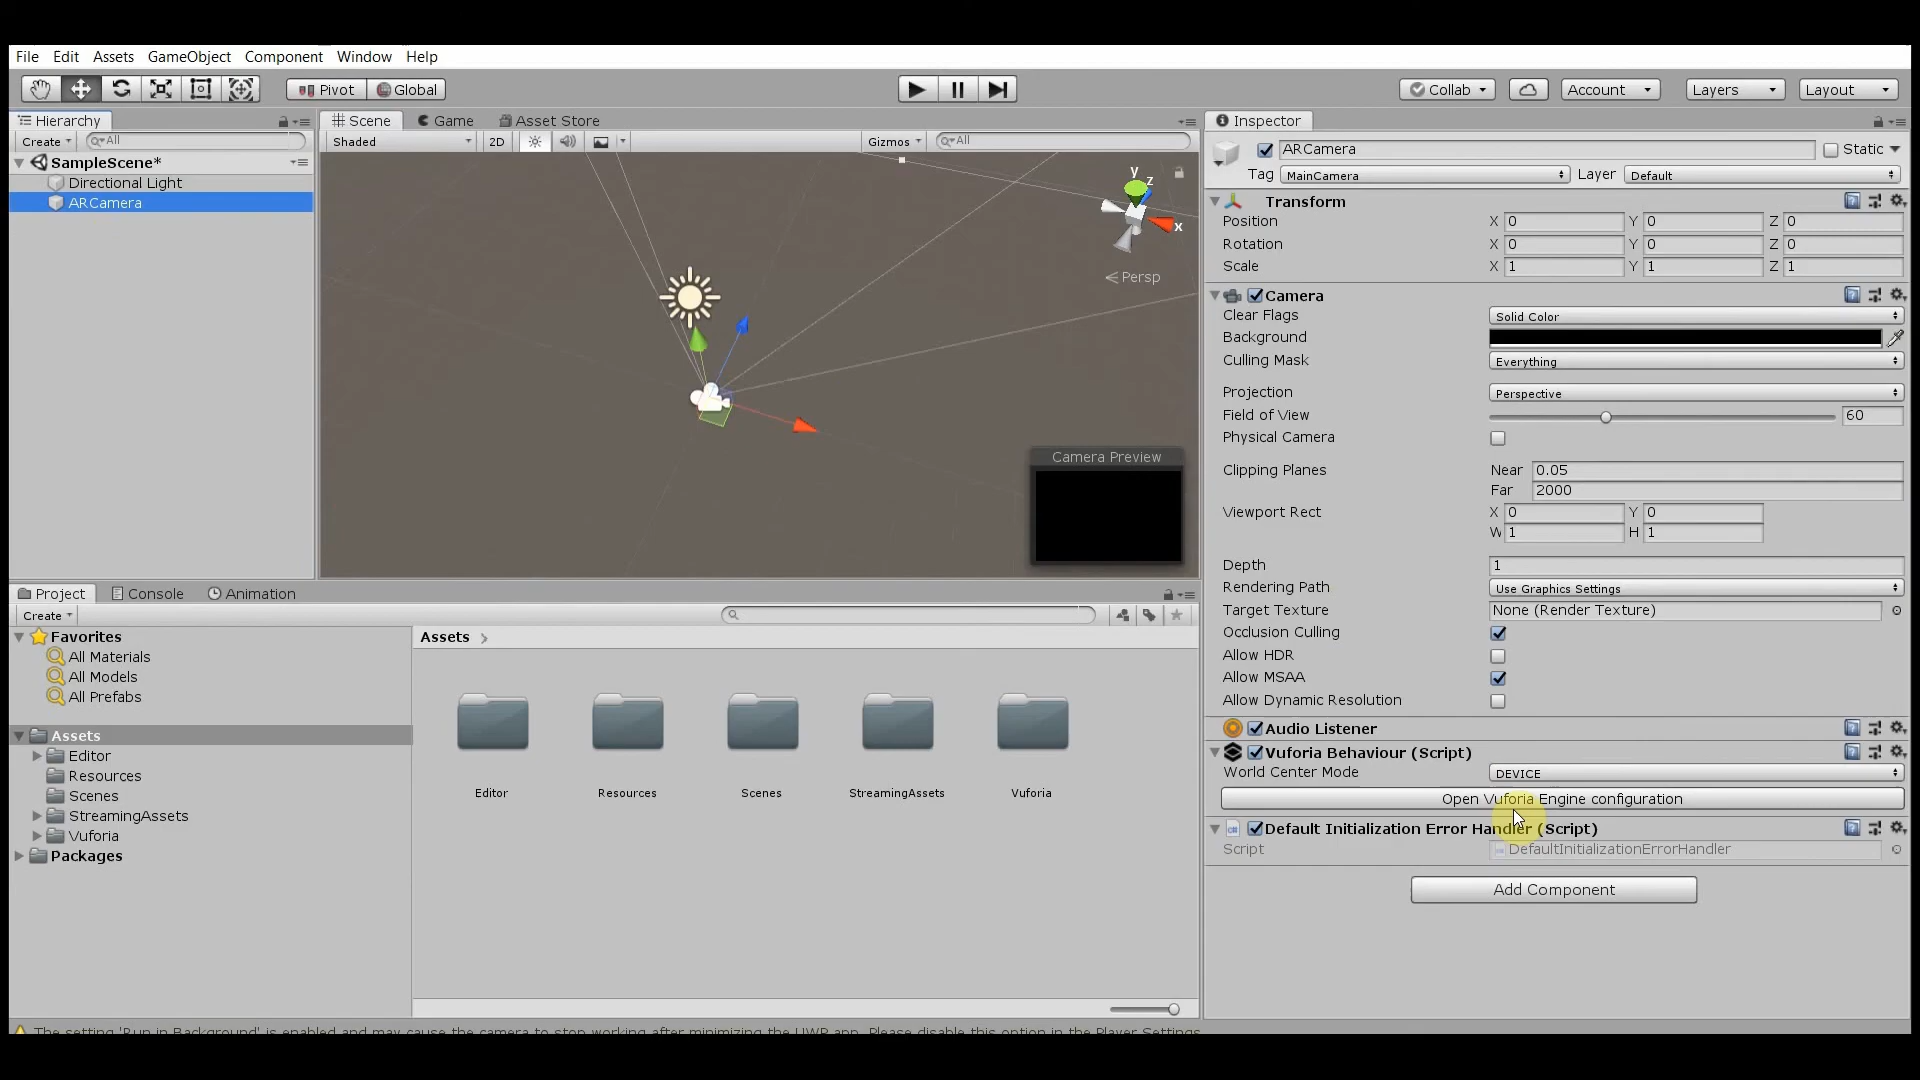 File Edit Assets GameObject Component Window Help
Pivot Global Collab Account Layers Layout
Hierarchy
Create All
SampleScene*
Directional Light
ARCamera
Scene Game Asset Store
Shaded 2D Gizmos All
y
z
x
Persp
Camera Preview
Inspector
ARCamera Static
Tag MainCamera Layer Default
Transform
Position X 0 Y 0 Z 0
Rotation X 0 Y 0 Z 0
Scale X 1 Y 1 Z 1
Camera
Clear Flags Solid Color
Background
Culling Mask Everything
Projection Perspective
Field of View 60
Physical Camera
Clipping Planes Near 0.05
Far 2000
Viewport Rect X 0 Y 0
W 1 H 1
Depth 1
Rendering Path Use Graphics Settings
Target Texture None (Render Texture)
Occlusion Culling
Allow HDR
Allow MSAA
Allow Dynamic Resolution
Audio Listener
Vuforia Behaviour (Script)
World Center Mode DEVICE
Open Vuforia Engine configuration
Default Initialization Error Handler (Script)
Script DefaultInitializationErrorHandler
Add Component
Project Console Animation
Create
Favorites
All Materials
All Models
All Prefabs
Assets
Editor
Resources
Scenes
StreamingAssets
Vuforia
Packages
Assets
Editor Resources Scenes StreamingAssets Vuforia
The setting 'Run in Background' is enabled and may cause the camera to stop working after minimizing the UWP app. Please disable this option in the Player Settings